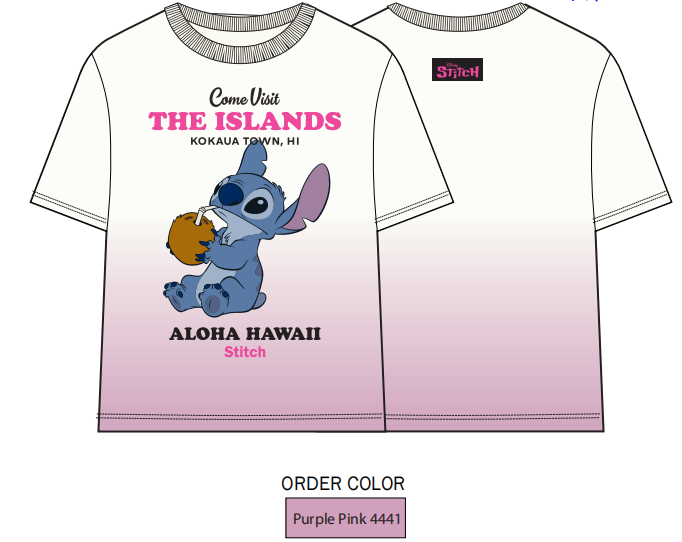 Come Visit
THE ISLANDS
KOKAUA TOWN, HI
ALOHA HAWAII
Stitch
Disney
STiTCH
ORDER COLOR
Purple Pink 4441